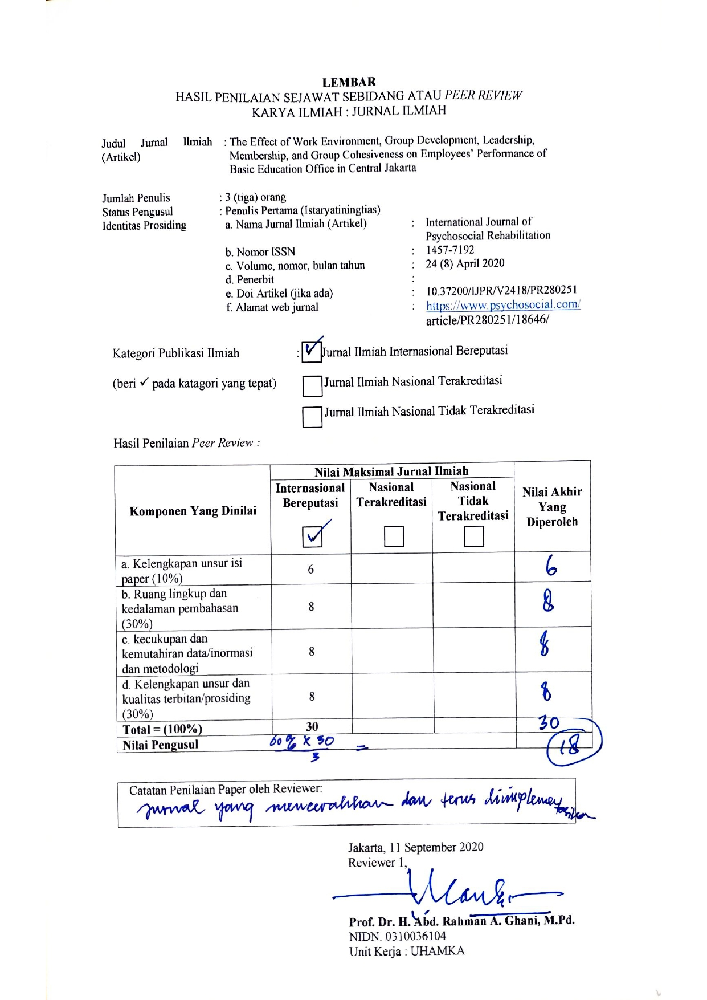 LEMBAR
HASIL PENILAIAN SEJAWAT SEBIDANG ATAU PEER REVIEW
KARYA ILMIAH : JURNAL ILMIAH
Judul Jurnal Ilmiah (Artikel) : The Effect of Work Environment, Group Development, Leadership,
Membership, and Group Cohesiveness on Employees' Performance of
Basic Education Office in Central Jakarta
Jumlah Penulis : 3 (tiga) orang
Status Pengusul : Penulis Pertama (Istaryatiningtias)
Identitas Prosiding a. Nama Jurnal Ilmiah (Artikel) : International Journal of
Psychosocial Rehabilitation
b. Nomor ISSN : 1457-7192
c. Volume, nomor, bulan tahun : 24 (8) April 2020
d. Penerbit :
e. Doi Artikel (jika ada) : 10.37200/IJPR/V2418/PR280251
f. Alamat web jurnal : https://www.psychosocial.com/
article/PR280251/18646/
Kategori Publikasi Ilmiah : ✓ Jurnal Ilmiah Internasional Bereputasi
(beri ✓ pada katagori yang tepat) Jurnal Ilmiah Nasional Terakreditasi
Jurnal Ilmiah Nasional Tidak Terakreditasi
Hasil Penilaian Peer Review :
Komponen Yang Dinilai
Nilai Maksimal Jurnal Ilmiah
Internasional
Bereputasi
✓
Nasional
Terakreditasi
Nasional
Tidak
Terakreditasi
Nilai Akhir
Yang
Diperoleh
a. Kelengkapan unsur isi
paper (10%)
6
6
b. Ruang lingkup dan
kedalaman pembahasan
(30%)
8
8
c. kecukupan dan
kemutahiran data/inormasi
dan metodologi
8
8
d. Kelengkapan unsur dan
kualitas terbitan/prosiding
(30%)
8
8
Total = (100%) 30 30
Nilai Pengusul 60% x 30 = 18
3
Catatan Penilaian Paper oleh Reviewer:
Jurnal yang mencerahkan dan terus diimplementasikan
Jakarta, 11 September 2020
Reviewer 1,
Prof. Dr. H. Abd. Rahman A. Ghani, M.Pd.
NIDN. 0310036104
Unit Kerja : UHAMKA